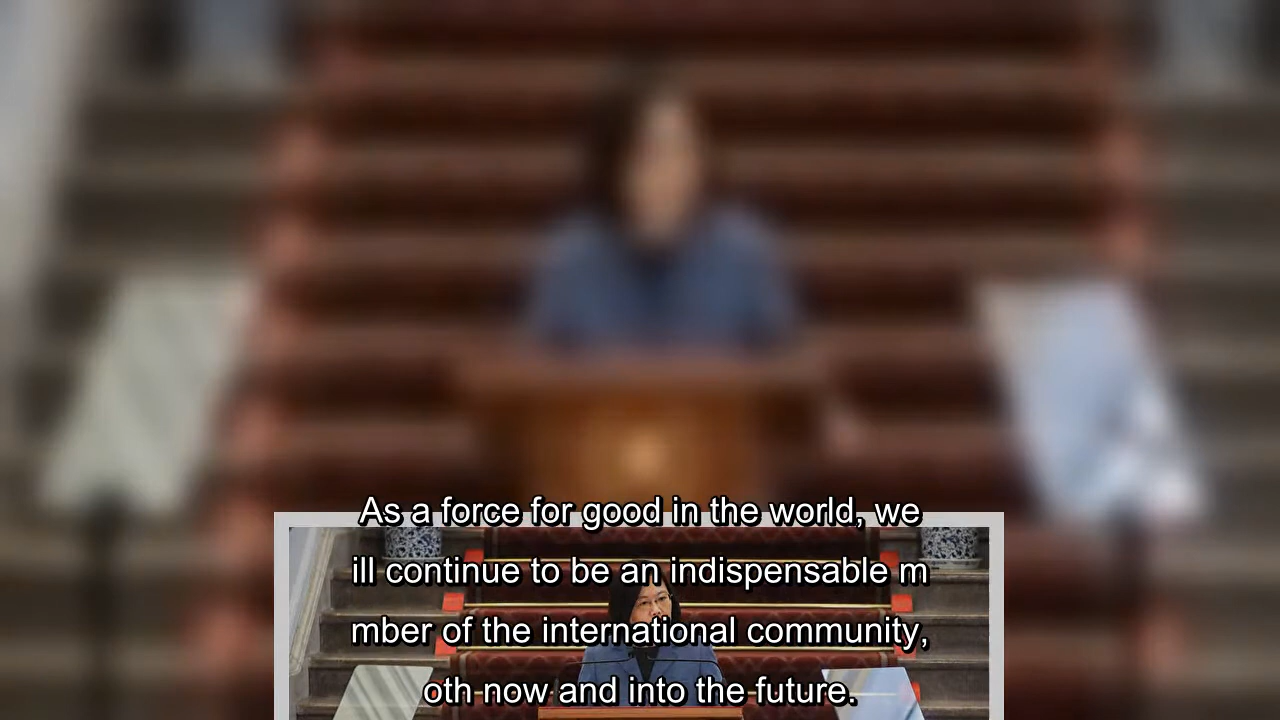 As a force for good in the world, we
ill continue to be an indispensable m
mber of the international community,
oth now and into the future.